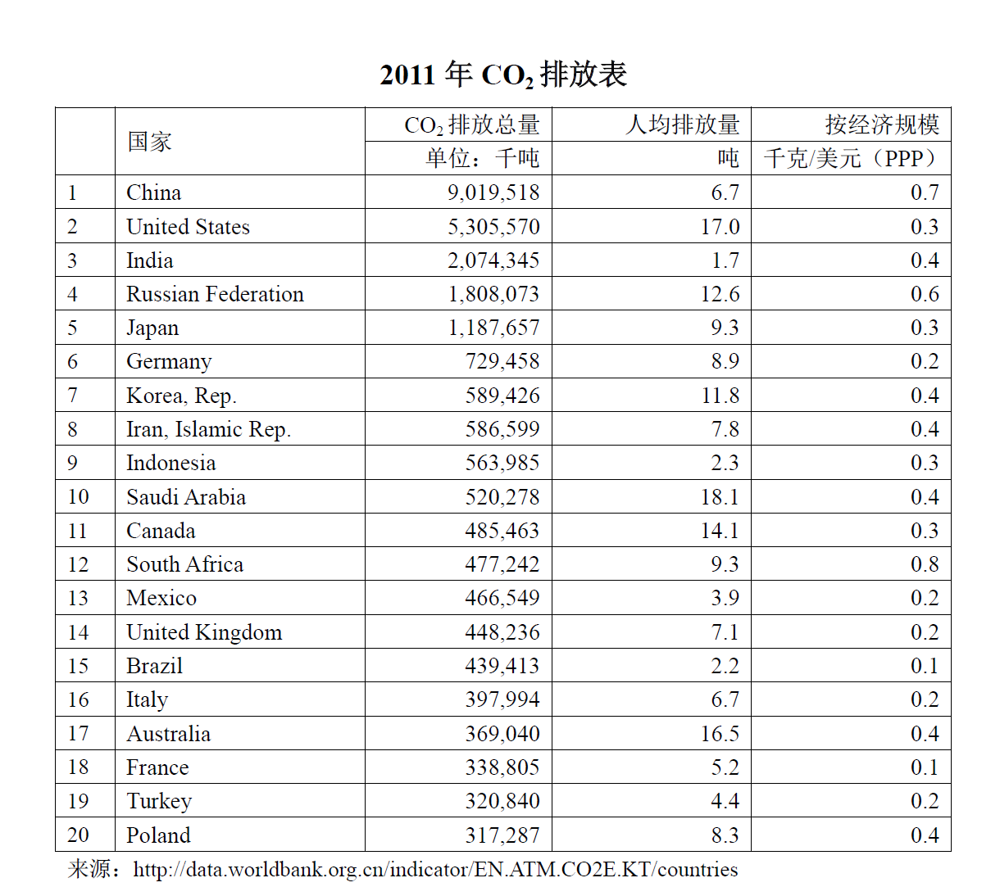 2011 年 CO₂ 排放表
国家 CO₂ 排放总量 人均排放量 按经济规模
单位：千吨 吨 千克/美元（PPP）
1 China 9,019,518 6.7 0.7
2 United States 5,305,570 17.0 0.3
3 India 2,074,345 1.7 0.4
4 Russian Federation 1,808,073 12.6 0.6
5 Japan 1,187,657 9.3 0.3
6 Germany 729,458 8.9 0.2
7 Korea, Rep. 589,426 11.8 0.4
8 Iran, Islamic Rep. 586,599 7.8 0.4
9 Indonesia 563,985 2.3 0.3
10 Saudi Arabia 520,278 18.1 0.4
11 Canada 485,463 14.1 0.3
12 South Africa 477,242 9.3 0.8
13 Mexico 466,549 3.9 0.2
14 United Kingdom 448,236 7.1 0.2
15 Brazil 439,413 2.2 0.1
16 Italy 397,994 6.7 0.2
17 Australia 369,040 16.5 0.4
18 France 338,805 5.2 0.1
19 Turkey 320,840 4.4 0.2
20 Poland 317,287 8.3 0.4
来源：http://data.worldbank.org.cn/indicator/EN.ATM.CO2E.KT/countries